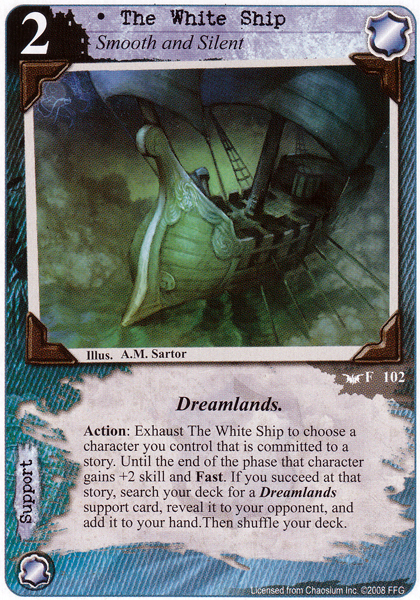 2
• The White Ship
Smooth and Silent
Illus. A.M. Sartor
F 102
Dreamlands.
Action: Exhaust The White Ship to choose a
character you control that is committed to a
story. Until the end of the phase that character
gains +2 skill and Fast. If you succeed at that
story, search your deck for a Dreamlands
support card, reveal it to your opponent, and
add it to your hand.Then shuffle your deck.
Support
Licensed from Chaosium Inc. ©2008 FFG